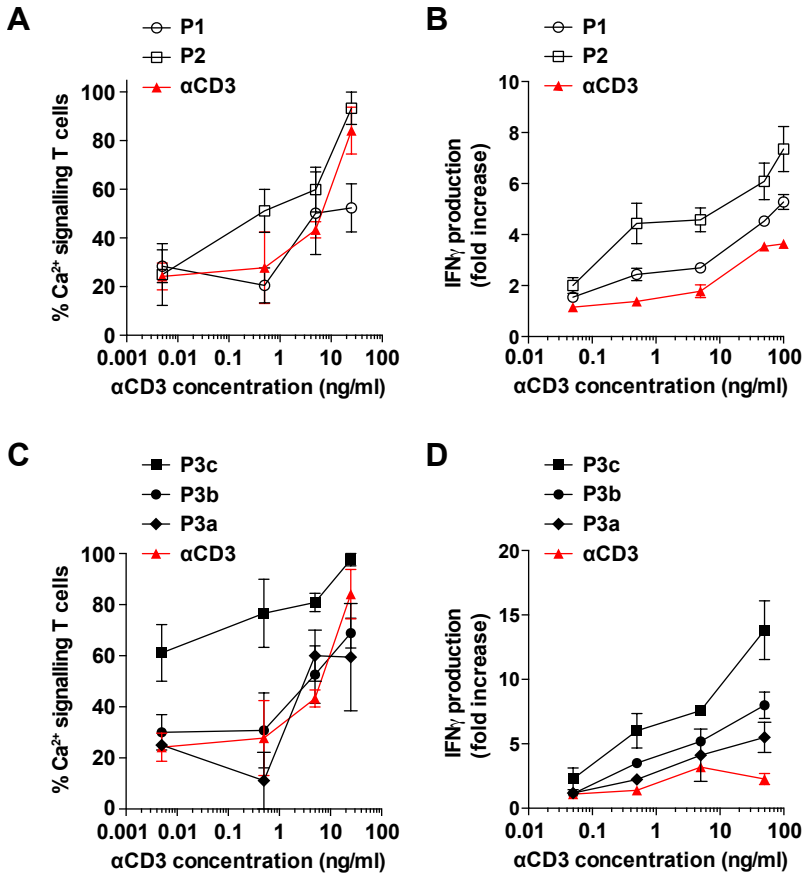 A
P1
P2
αCD3
% Ca²⁺ signalling T cells
100
80
60
40
20
0
0.001 0.01 0.1 1 10 100
αCD3 concentration (ng/ml)
B
P1
P2
αCD3
IFNγ production
(fold increase)
10
8
6
4
2
0
0.01 0.1 1 10 100
αCD3 concentration (ng/ml)
C
P3c
P3b
P3a
αCD3
% Ca²⁺ signalling T cells
100
80
60
40
20
0
0.001 0.01 0.1 1 10 100
αCD3 concentration (ng/ml)
D
P3c
P3b
P3a
αCD3
IFNγ production
(fold increase)
20
15
10
5
0
0.01 0.1 1 10 100
αCD3 concentration (ng/ml)